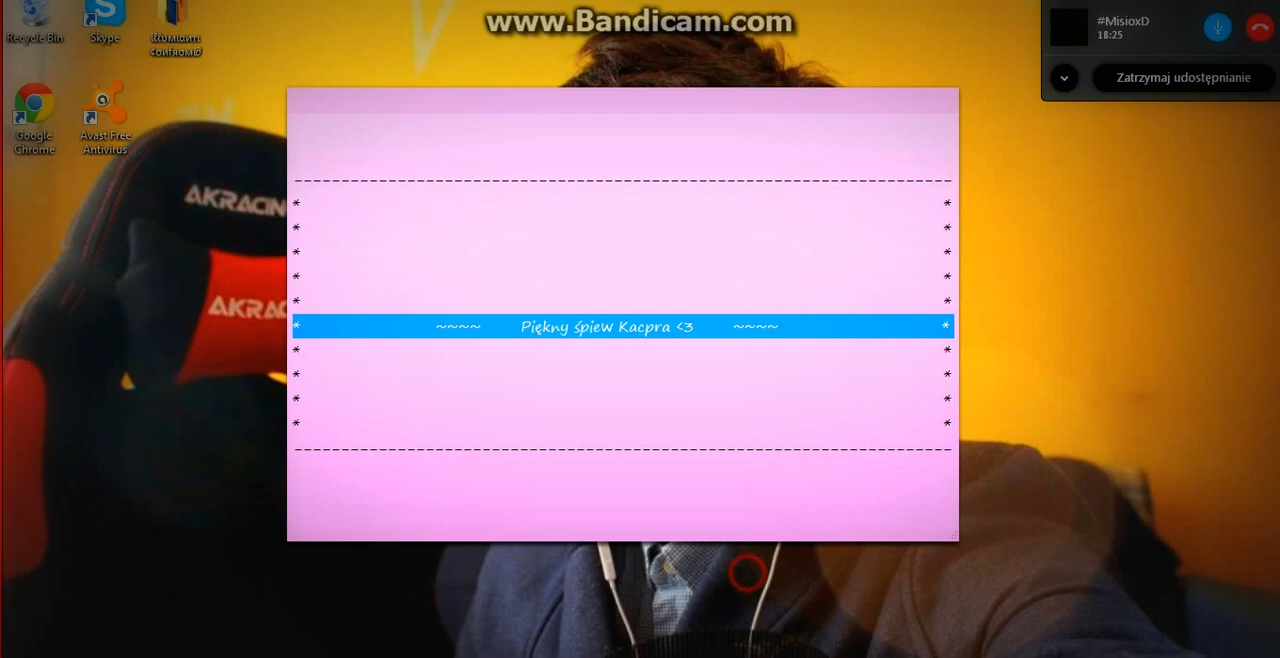 www.Bandicam.com
#MisioxD
18:25
Zatrzymaj udostępnianie
Recycle Bin
Skype
Google
Chrome
Avast Free
Antivirus
AKRACIN
AKRAC
--------------------------------------------------------------------------
* *
* *
* *
* *
* *
* ~~~~ Piękny śpiew Kacpra <3 ~~~~ *
* *
* *
* *
* *
--------------------------------------------------------------------------